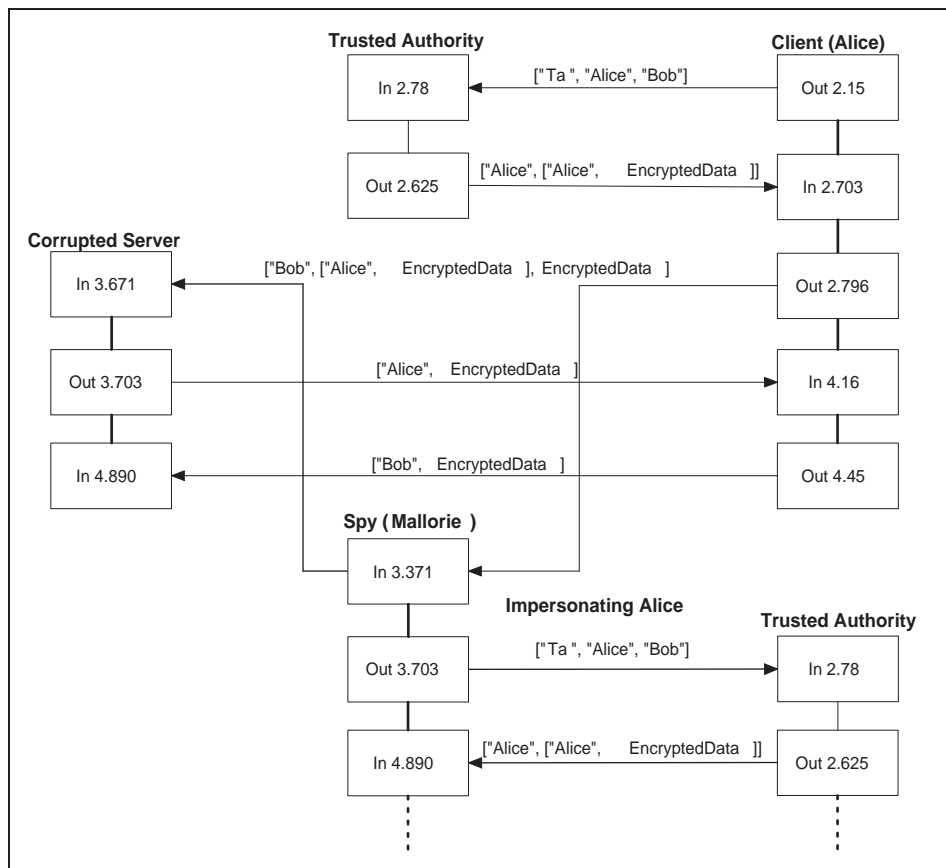 Trusted Authority
Client (Alice)
In 2.78
["Ta ", "Alice", "Bob"]
Out 2.15
Out 2.625
["Alice", ["Alice", EncryptedData ]]
In 2.703
Corrupted Server
In 3.671
["Bob", ["Alice", EncryptedData ], EncryptedData ]
Out 2.796
Out 3.703
["Alice", EncryptedData ]
In 4.16
In 4.890
["Bob", EncryptedData ]
Out 4.45
Spy ( Mallorie )
In 3.371
Impersonating Alice
Trusted Authority
Out 3.703
["Ta ", "Alice", "Bob"]
In 2.78
In 4.890
["Alice", ["Alice", EncryptedData ]]
Out 2.625